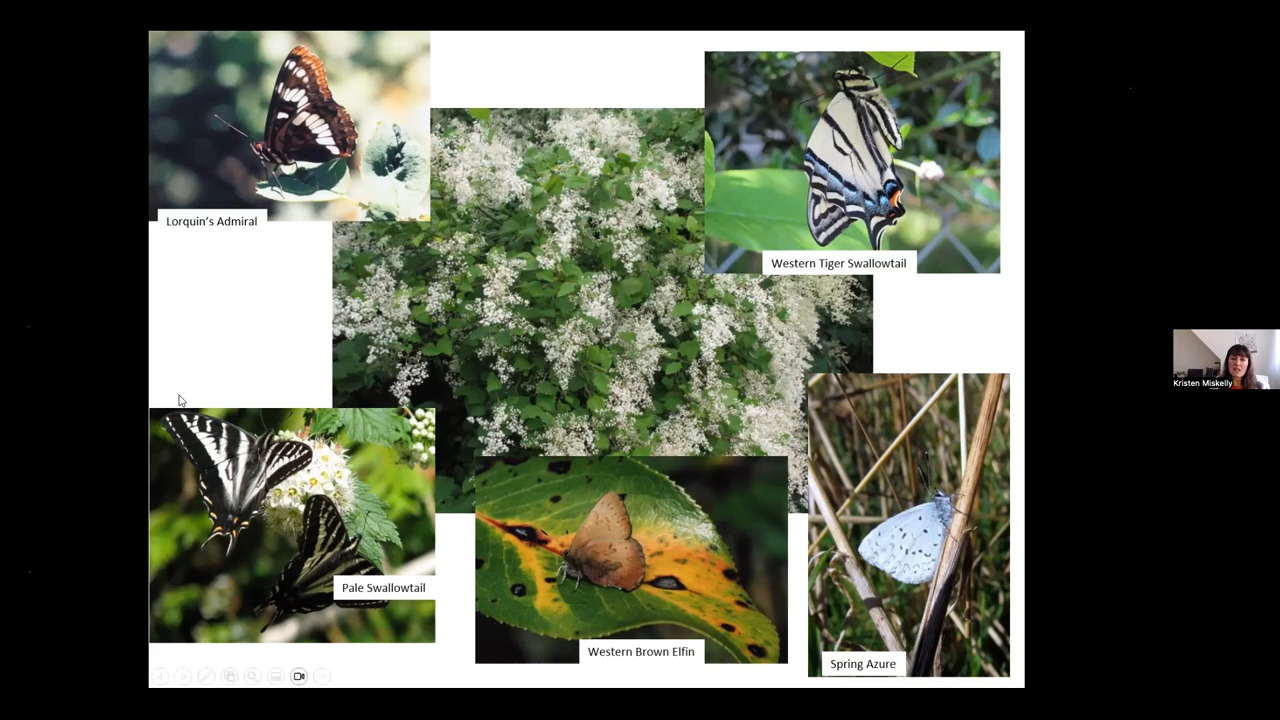 Lorquin's Admiral
Western Tiger Swallowtail
Kristen Miskelly
Pale Swallowtail
Western Brown Elfin
Spring Azure